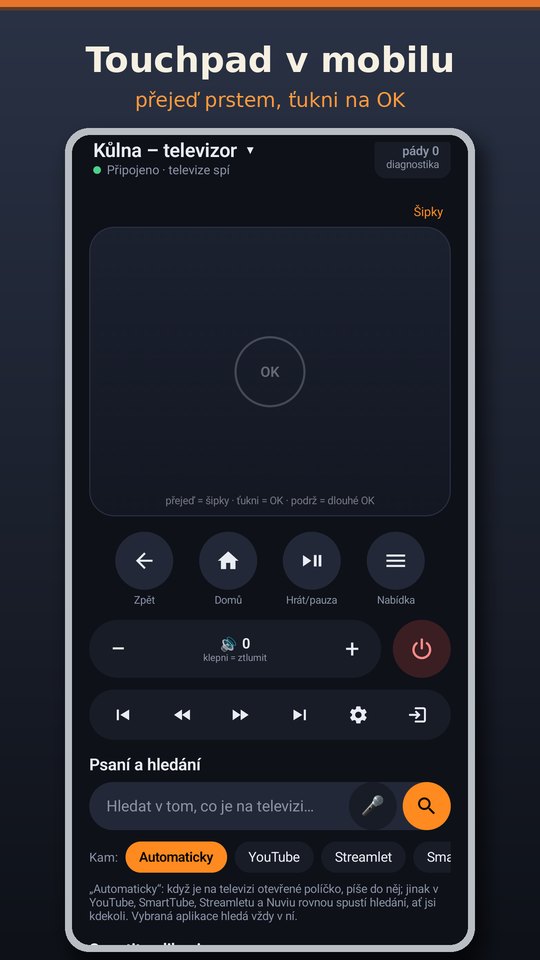 Touchpad v mobilu
přejeď prstem, ťukni na OK
Kůlna – televizor ▼
pády 0
Připojeno · televize spí
diagnostika
Šipky
OK
přejeď = šipky · ťukni = OK · podrž = dlouhé OK
Zpět
Domů
Hrát/pauza
Nabídka
− 🔊 0 +
klepni = ztlumit
Psaní a hledání
Hledat v tom, co je na televizi…
Kam: Automaticky YouTube Streamlet Sma
„Automaticky“: když je na televizi otevřené políčko, píše do něj; jinak v
YouTube, SmartTube, Streamletu a Nuviu rovnou spustí hledání, ať jsi
kdekoli. Vybraná aplikace hledá vždy v ní.